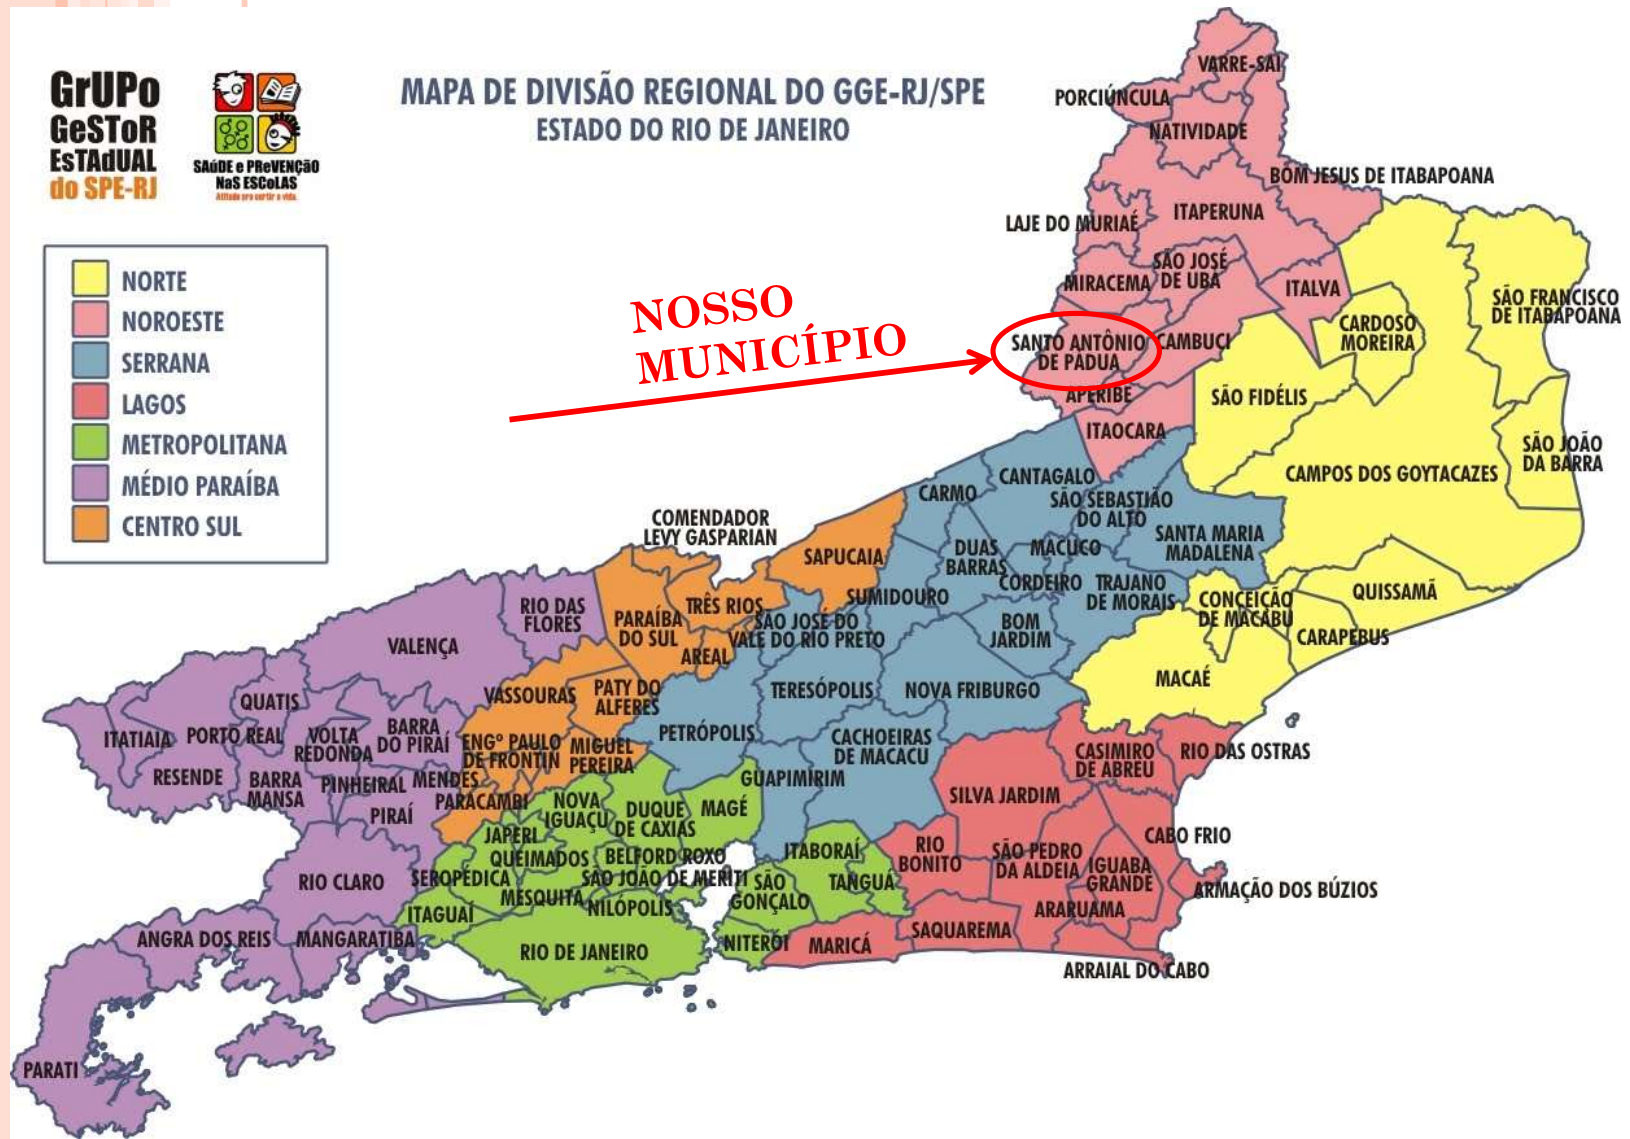 GrUPo
GeSToR
EsTAdUAL
do SPE-RJ
SAúDE e PReVENÇão
NaS ESCoLAS
Atitude pra curtir a vida.
MAPA DE DIVISÃO REGIONAL DO GGE-RJ/SPE
ESTADO DO RIO DE JANEIRO
NORTE
NOROESTE
SERRANA
LAGOS
METROPOLITANA
MÉDIO PARAÍBA
CENTRO SUL
NOSSO
MUNICÍPIO
VARRE-SAI
PORCIÚNCULA
NATIVIDADE
BOM JESUS DE ITABAPOANA
ITAPERUNA
LAJE DO MURIAÉ
SÃO JOSÉ
DE UBÁ
MIRACEMA
ITALVA
SÃO FRANCISCO
DE ITABAPOANA
CARDOSO
MOREIRA
SANTO ANTÔNIO
DE PÁDUA
CAMBUCI
APERIBE
SÃO FIDÉLIS
ITAOCARA
SÃO JOÃO
DA BARRA
CAMPOS DOS GOYTACAZES
CANTAGALO
CARMO
SÃO SEBASTIÃO
DO ALTO
SANTA MARIA
MADALENA
COMENDADOR
LEVY GASPARIAN
SAPUCAIA
DUAS
BARRAS
MACUCO
CORDEIRO
TRAJANO
DE MORAIS
CONCEIÇÃO
DE MACABU
QUISSAMÃ
CARAPEBUS
RIO DAS
FLORES
PARAÍBA
DO SUL
TRÊS RIOS
SUMIDOURO
SÃO JOSÉ DO
VALE DO RIO PRETO
BOM
JARDIM
AREAL
VALENÇA
MACAÉ
VASSOURAS
PATY DO
ALFERES
TERESÓPOLIS
NOVA FRIBURGO
QUATIS
ITATIAIA
PORTO REAL
VOLTA
REDONDA
BARRA
DO PIRAÍ
ENGº PAULO
DE FRONTIN
MIGUEL
PEREIRA
PETRÓPOLIS
CACHOEIRAS
DE MACACU
CASIMIRO
DE ABREU
RIO DAS OSTRAS
RESENDE
BARRA
MANSA
PINHEIRAL
MENDES
GUAPIMIRIM
SILVA JARDIM
PIRAÍ
PARACAMBI
NOVA
IGUAÇU
DUQUE
DE CAXIAS
MAGÉ
CABO FRIO
JAPERI
QUEIMADOS
BELFORD ROXO
ITABORAÍ
RIO
BONITO
SÃO PEDRO
DA ALDEIA
IGUABA
GRANDE
RIO CLARO
SEROPÉDICA
SÃO JOÃO DE MERITI
SÃO
GONÇALO
TANGUÁ
ARMAÇÃO DOS BÚZIOS
MESQUITA
NILÓPOLIS
ITAGUAÍ
ARARUAMA
ANGRA DOS REIS
MANGARATIBA
RIO DE JANEIRO
NITERÓI
MARICÁ
SAQUAREMA
ARRAIAL DO CABO
PARATI